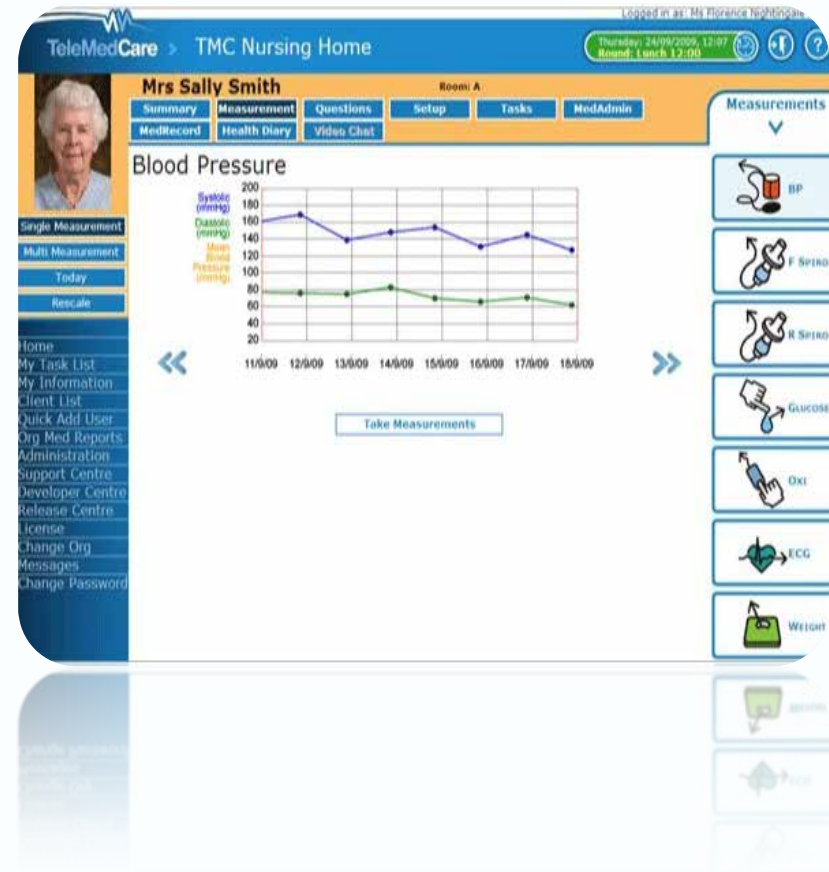 Logged in as: Ms Florence Nightingale
TeleMedCare > TMC Nursing Home
Thursday: 24/09/2009, 12:07
Round: Lunch 12:00
?
Mrs Sally Smith
Room: A
Summary Measurement Questions Setup Tasks MedAdmin
MedRecord Health Diary Video Chat
Measurements
Blood Pressure
Systolic
(mmHg)
Diastolic
(mmHg)
Mean
Blood
Pressure
(mmHg)
200
180
160
140
120
100
80
60
40
20
11/9/09 12/9/09 13/9/09 14/9/09 15/9/09 16/9/09 17/9/09 18/9/09
Take Measurements
Single Measurement
Multi Measurement
Today
Rescale
Home
My Task List
My Information
Client List
Quick Add User
Org Med Reports
Administration
Support Centre
Developer Centre
Release Centre
License
Change Org
Messages
Change Password
BP
F Spiro
R Spiro
Glucose
Oxi
ECG
Weight